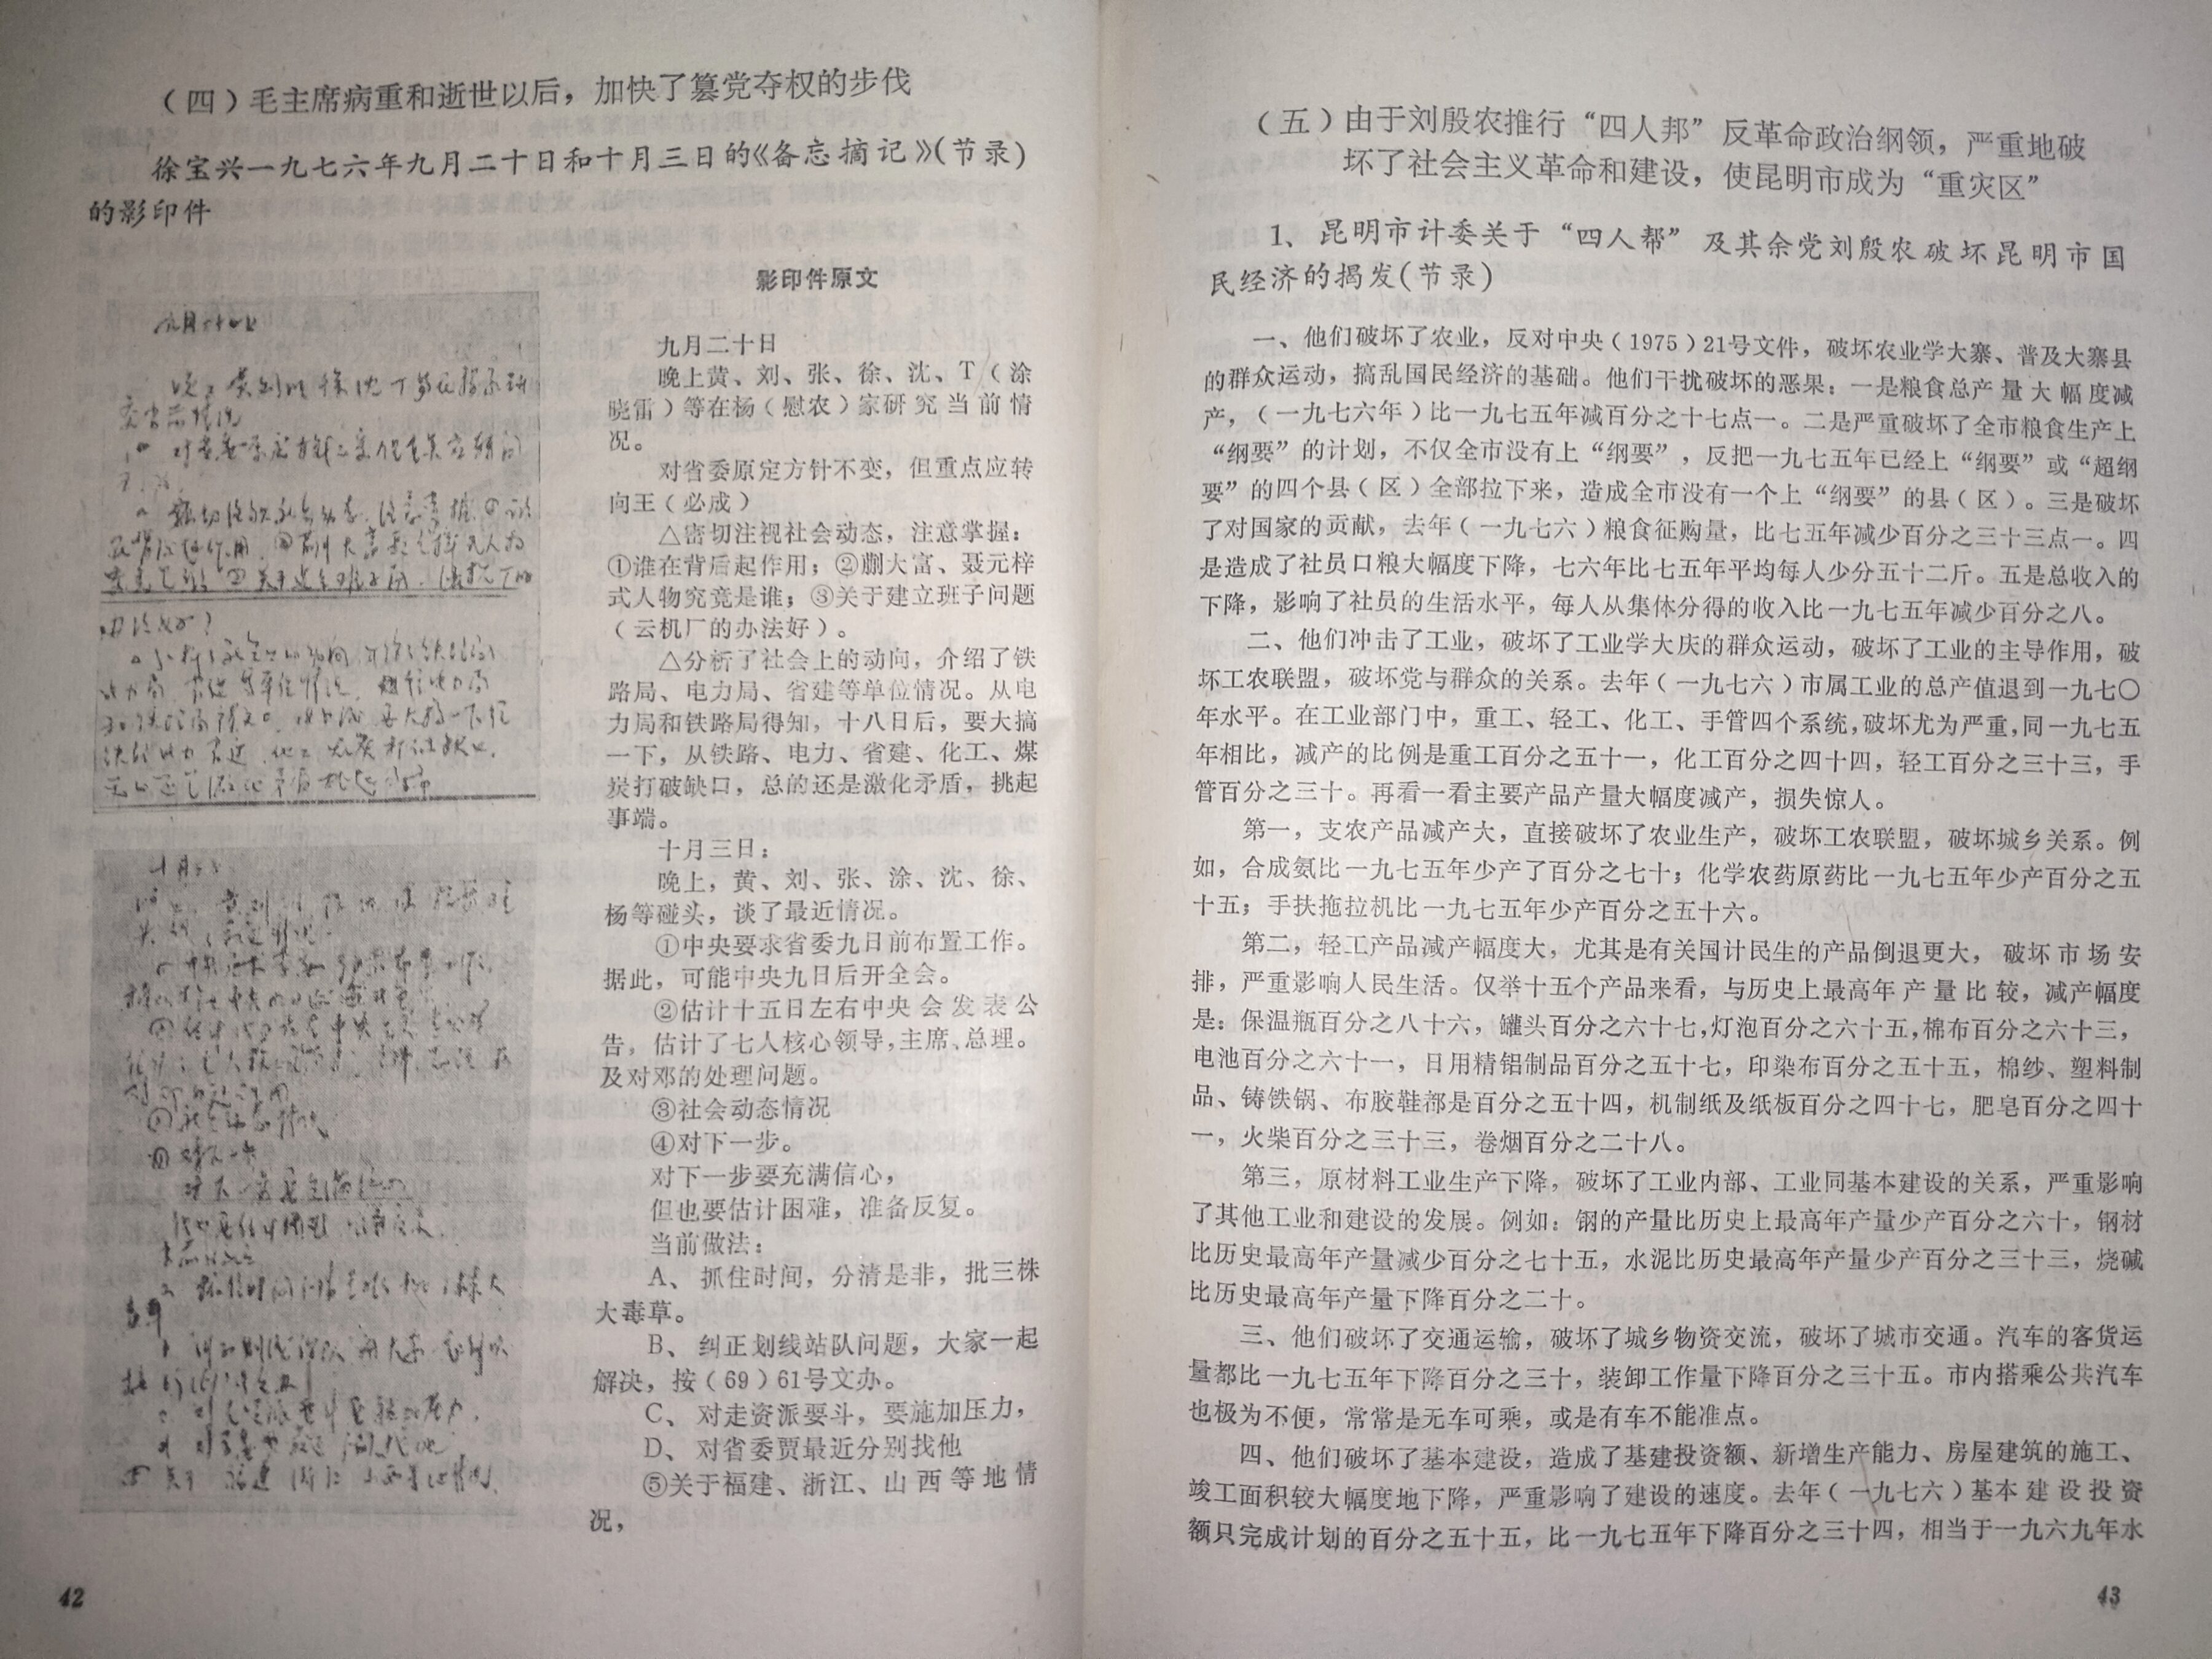 （四）毛主席病重和逝世以后，加快了篡党夺权的步伐
徐宝兴一九七六年九月二十日和十月三日的《备忘摘记》(节录)
的影印件
影印件原文
九月二十日
晚上黄、刘、张、徐、沈、T（涂
晓雷）等在杨（慰农）家研究当前情
况。
对省委原定方针不变，但重点应转
向王（必成）
△密切注视社会动态，注意掌握：
①谁在背后起作用；②蒯大富、聂元梓
式人物究竟是谁；③关于建立班子问题
（云机厂的办法好）。
△分析了社会上的动向，介绍了铁
路局、电力局、省建等单位情况。从电
力局和铁路局得知，十八日后，要大搞
一下，从铁路、电力、省建、化工、煤
炭打破缺口，总的还是激化矛盾，挑起
事端。
十月三日：
晚上，黄、刘、张、涂、沈、徐、
杨等碰头，谈了最近情况。
①中央要求省委九日前布置工作。
据此，可能中央九日后开全会。
②估计十五日左右中央会发表公
告，估计了七人核心领导，主席、总理。
及对邓的处理问题。
③社会动态情况
④对下一步。
对下一步要充满信心，
但也要估计困难，准备反复。
当前做法：
A、抓住时间，分清是非，批三株
大毒草。
B、纠正划线站队问题，大家一起
解决，按（69）61号文办。
C、对走资派要斗，要施加压力，
D、对省委贾最近分别找他
⑤关于福建、浙江、山西等地情
况，
42
（五）由于刘殷农推行“四人邦”反革命政治纲领，严重地破
坏了社会主义革命和建设，使昆明市成为“重灾区”
1、昆明市计委关于“四人帮”及其余党刘殷农破坏昆明市国
民经济的揭发(节录)
一、他们破坏了农业，反对中央（1975）21号文件，破坏农业学大寨、普及大寨县
的群众运动，搞乱国民经济的基础。他们干扰破坏的恶果：一是粮食总产量大幅度减
产，（一九七六年）比一九七五年减百分之十七点一。二是严重破坏了全市粮食生产上
“纲要”的计划，不仅全市没有上“纲要”，反把一九七五年已经上“纲要”或“超纲
要”的四个县（区）全部拉下来，造成全市没有一个上“纲要”的县（区）。三是破坏
了对国家的贡献，去年（一九七六）粮食征购量，比七五年减少百分之三十三点一。四
是造成了社员口粮大幅度下降，七六年比七五年平均每人少分五十二斤。五是总收入的
下降，影响了社员的生活水平，每人从集体分得的收入比一九七五年减少百分之八。
二、他们冲击了工业，破坏了工业学大庆的群众运动，破坏了工业的主导作用，破
坏工农联盟，破坏党与群众的关系。去年（一九七六）市属工业的总产值退到一九七〇
年水平。在工业部门中，重工、轻工、化工、手管四个系统，破坏尤为严重，同一九七五
年相比，减产的比例是重工百分之五十一，化工百分之四十四，轻工百分之三十三，手
管百分之三十。再看一看主要产品产量大幅度减产，损失惊人。
第一，支农产品减产大，直接破坏了农业生产，破坏工农联盟，破坏城乡关系。例
如，合成氨比一九七五年少产了百分之七十；化学农药原药比一九七五年少产百分之五
十五；手扶拖拉机比一九七五年少产百分之五十六。
第二，轻工产品减产幅度大，尤其是有关国计民生的产品倒退更大，破坏市场安
排，严重影响人民生活。仅举十五个产品来看，与历史上最高年产量比较，减产幅度
是：保温瓶百分之八十六，罐头百分之六十七，灯泡百分之六十五，棉布百分之六十三，
电池百分之六十一，日用精铝制品百分之五十七，印染布百分之五十五，棉纱、塑料制
品、铸铁锅、布胶鞋都是百分之五十四，机制纸及纸板百分之四十七，肥皂百分之四十
一，火柴百分之三十三，卷烟百分之二十八。
第三，原材料工业生产下降，破坏了工业内部、工业同基本建设的关系，严重影响
了其他工业和建设的发展。例如：钢的产量比历史上最高年产量少产百分之六十，钢材
比历史最高年产量减少百分之七十五，水泥比历史最高年产量少产百分之三十三，烧碱
比历史最高年产量下降百分之二十。
三、他们破坏了交通运输，破坏了城乡物资交流，破坏了城市交通。汽车的客货运
量都比一九七五年下降百分之三十，装卸工作量下降百分之三十五。市内搭乘公共汽车
也极为不便，常常是无车可乘，或是有车不能准点。
四、他们破坏了基本建设，造成了基建投资额、新增生产能力、房屋建筑的施工、
竣工面积较大幅度地下降，严重影响了建设的速度。去年（一九七六）基本建设投资
额只完成计划的百分之五十五，比一九七五年下降百分之三十四，相当于一九六九年水
43